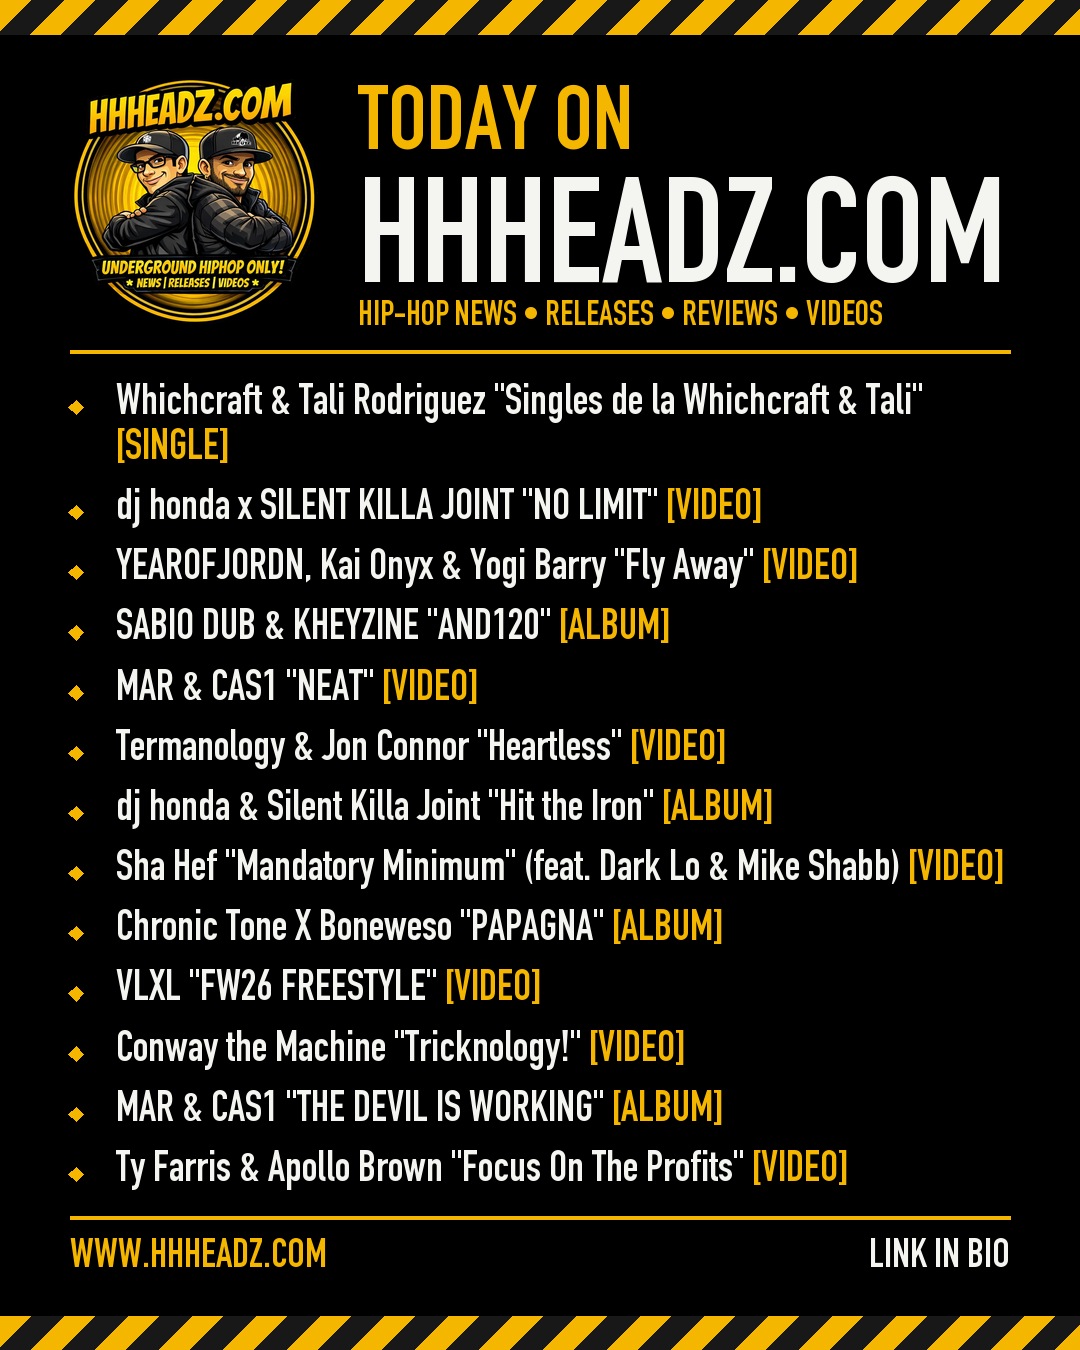 HHHEADZ.COM
UNDERGROUND HIPHOP ONLY!
★ NEWS | RELEASES | VIDEOS ★
TODAY ON
HHHEADZ.COM
HIP-HOP NEWS • RELEASES • REVIEWS • VIDEOS
Whichcraft & Tali Rodriguez "Singles de la Whichcraft & Tali"
[SINGLE]
dj honda x SILENT KILLA JOINT "NO LIMIT" [VIDEO]
YEAROFJORDN, Kai Onyx & Yogi Barry "Fly Away" [VIDEO]
SABIO DUB & KHEYZINE "AND120" [ALBUM]
MAR & CAS1 "NEAT" [VIDEO]
Termanology & Jon Connor "Heartless" [VIDEO]
dj honda & Silent Killa Joint "Hit the Iron" [ALBUM]
Sha Hef "Mandatory Minimum" (feat. Dark Lo & Mike Shabb) [VIDEO]
Chronic Tone X Boneweso "PAPAGNA" [ALBUM]
VLXL "FW26 FREESTYLE" [VIDEO]
Conway the Machine "Tricknology!" [VIDEO]
MAR & CAS1 "THE DEVIL IS WORKING" [ALBUM]
Ty Farris & Apollo Brown "Focus On The Profits" [VIDEO]
WWW.HHHEADZ.COM
LINK IN BIO